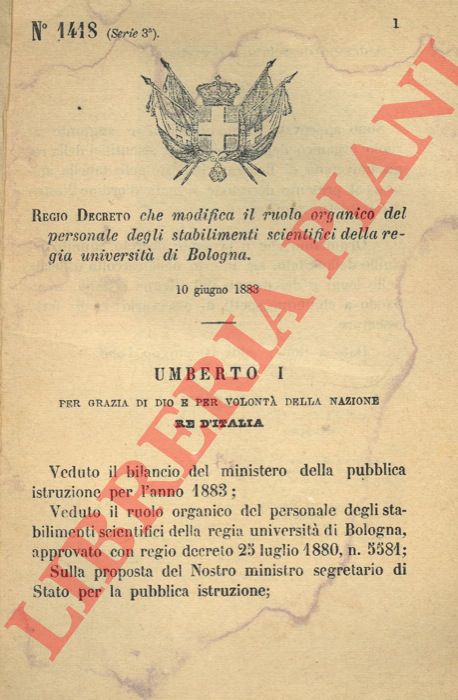 N° 1418 (Serie 3ª).
1
REGIO DECRETO che modifica il ruolo organico del
personale degli stabilimenti scientifici della re-
gia università di Bologna.
10 giugno 1883
UMBERTO I
PER GRAZIA DI DIO E PER VOLONTÀ DELLA NAZIONE
RE D'ITALIA
Veduto il bilancio del ministero della pubblica
istruzione per l'anno 1883;
Veduto il ruolo organico del personale degli sta-
bilimenti scientifici della regia università di Bologna,
approvato con regio decreto 25 luglio 1880, n. 5581;
Sulla proposta del Nostro ministro segretario di
Stato per la pubblica istruzione;
LIBRERIA PIANI